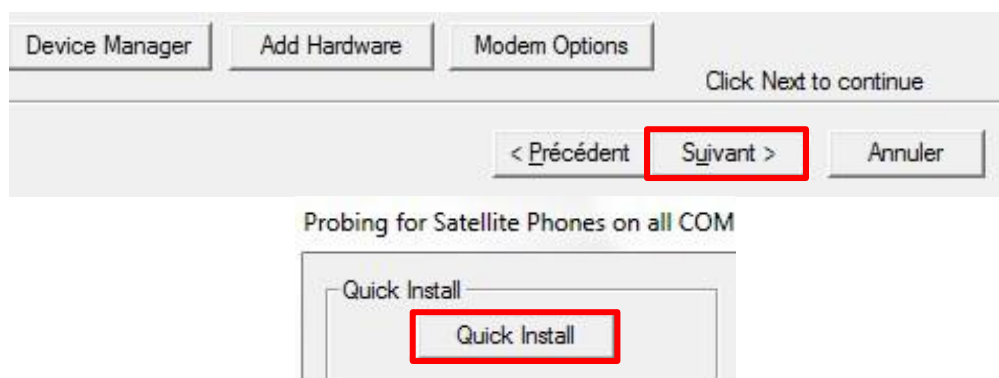 Device Manager Add Hardware Modem Options
Click Next to continue
< Précédent Suivant > Annuler
Probing for Satellite Phones on all COM
Quick Install
Quick Install